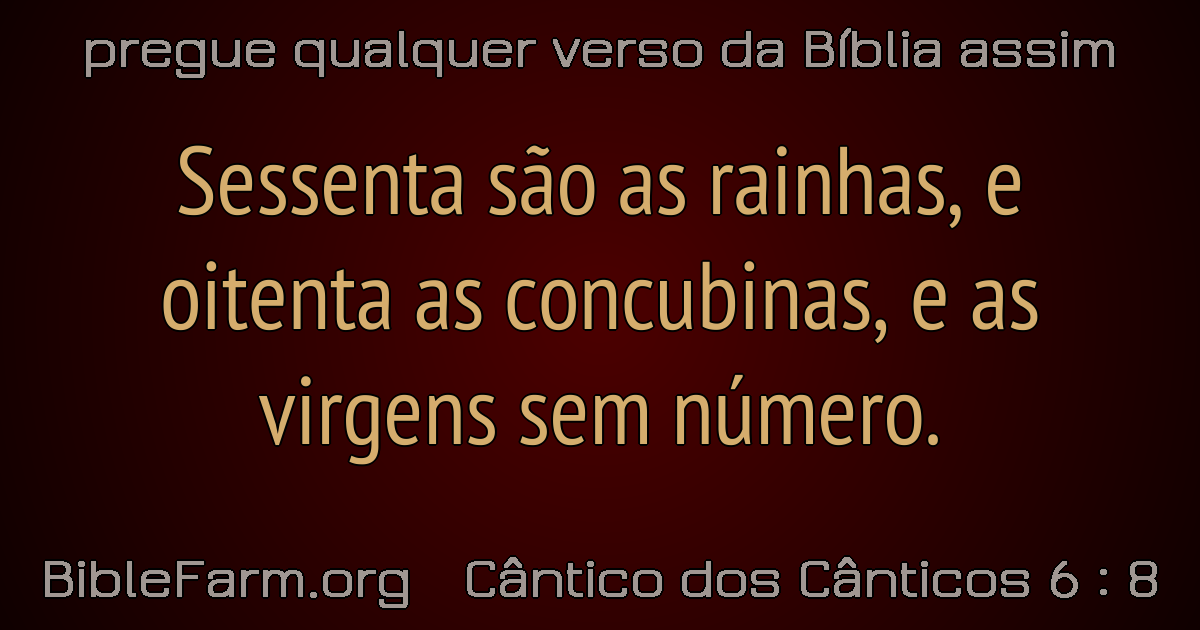 pregue qualquer verso da Bíblia assim
Sessenta são as rainhas, e
oitenta as concubinas, e as
virgens sem número.
BibleFarm.org Cântico dos Cânticos 6 : 8